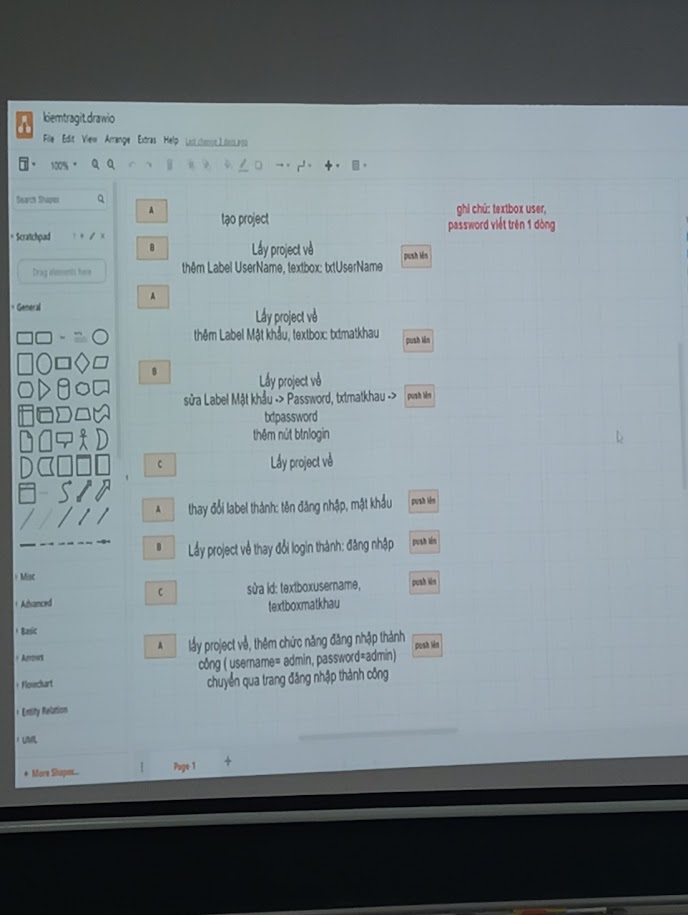 kiemtragit.drawio
File Edit View Arrange Extras Help Last change 2 days ago
100%
Search Shapes
Scratchpad
Drag elements here
General
Misc
Advanced
Basic
Arrows
Flowchart
Entity Relation
UML
+ More Shapes...
A
tạo project
ghi chú: textbox user,
password viết trên 1 dòng
B
Lấy project về
thêm Label UserName, textbox: txtUserName
push lên
A
Lấy project về
thêm Label Mật khẩu, textbox: txtmatkhau
push lên
B
Lấy project về
sửa Label Mật khẩu -> Password, txtmatkhau ->
txtpassword
thêm nút btnlogin
push lên
C
Lấy project về
A
thay đổi label thành: tên đăng nhập, mật khẩu
push lên
B
Lấy project về thay đổi login thành: đăng nhập
push lên
C
sửa id: textboxusername,
textboxmatkhau
push lên
A
lấy project về, thêm chức năng đăng nhập thành
công ( username= admin, password=admin)
chuyển qua trang đăng nhập thành công
push lên
Page 1